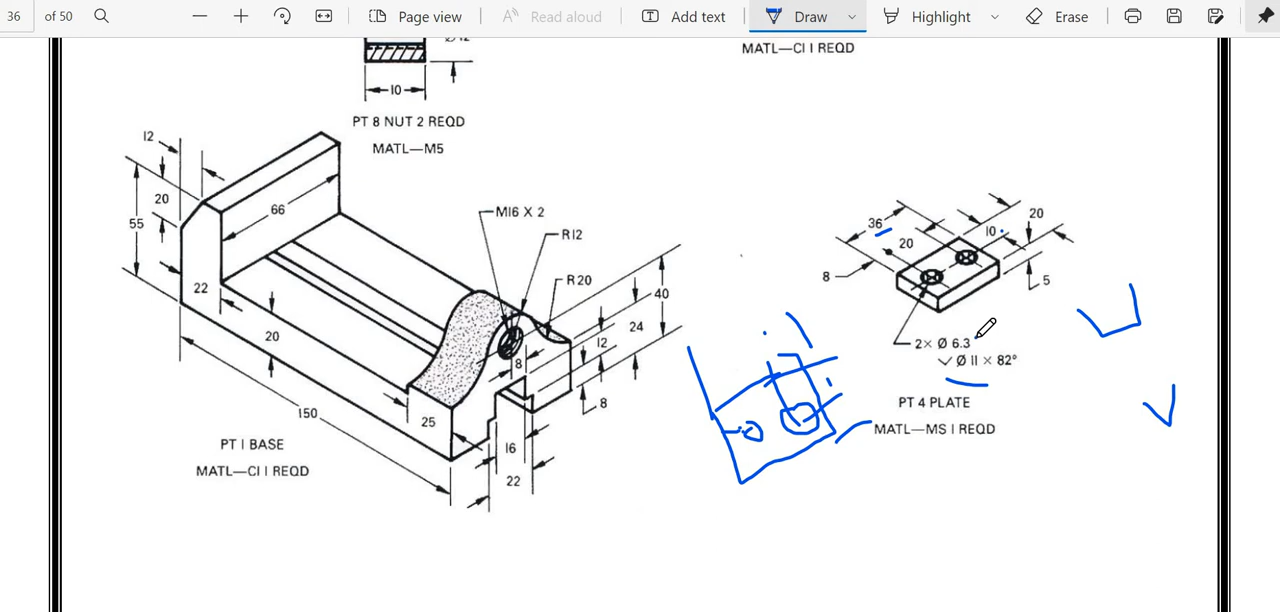 36 of 50 Page view Read aloud Add text Draw Highlight Erase
MATL—CI I REQD
10
PT 8 NUT 2 REQD
MATL—M5
12
20
55
66
22
20
150
25
M16 X 2
R12
R20
40
24
12
8
8
16
22
PT I BASE
MATL—CI I REQD
36
20
10
20
8
5
2× Ø 6.3
Ø 11 × 82°
PT 4 PLATE
MATL—MS I REQD